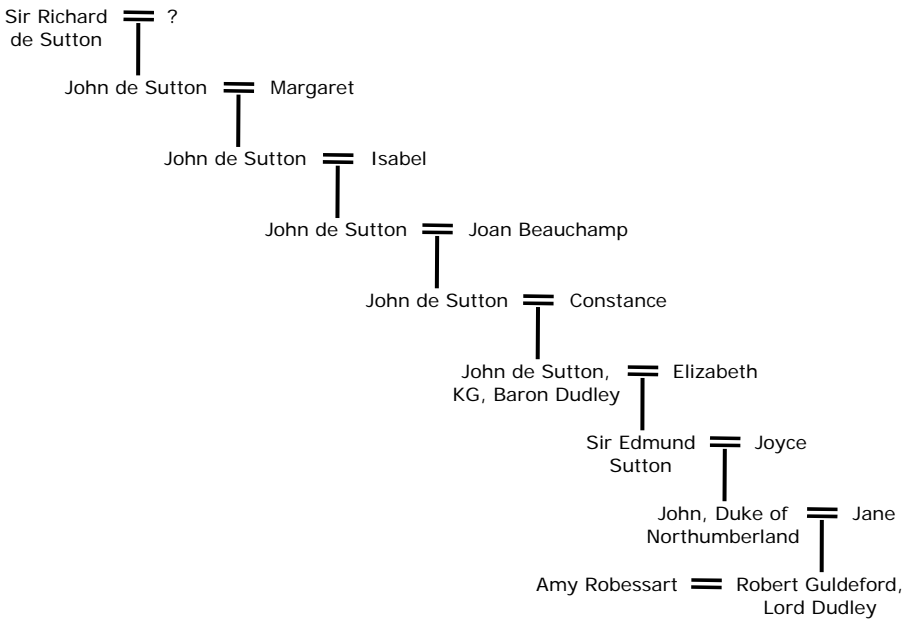 Sir Richard ?
de Sutton
John de Sutton Margaret
John de Sutton Isabel
John de Sutton Joan Beauchamp
John de Sutton Constance
John de Sutton, Elizabeth
KG, Baron Dudley
Sir Edmund Joyce
Sutton
John, Duke of Jane
Northumberland
Amy Robessart Robert Guldeford,
Lord Dudley